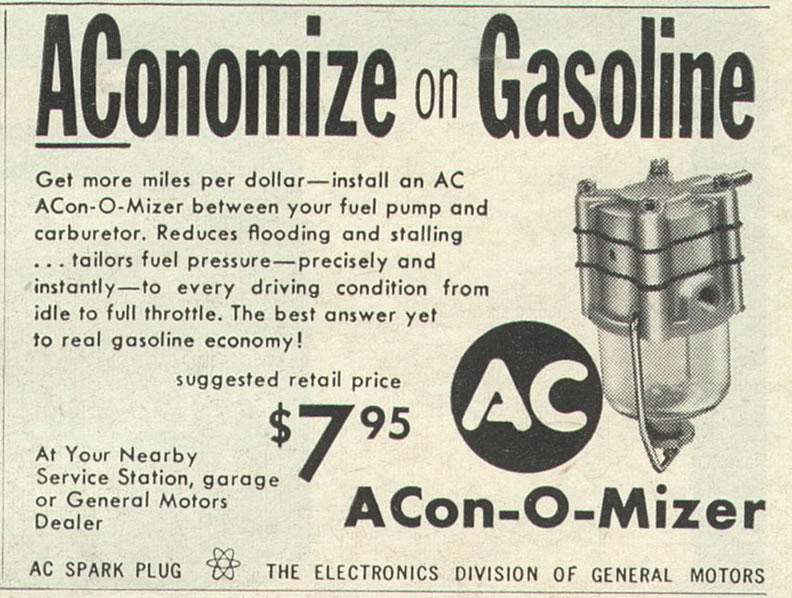 AConomize on Gasoline
Get more miles per dollar—install an AC
ACon-O-Mizer between your fuel pump and
carburetor. Reduces flooding and stalling
. . . tailors fuel pressure—precisely and
instantly—to every driving condition from
idle to full throttle. The best answer yet
to real gasoline economy!
suggested retail price
$7 95
At Your Nearby
Service Station, garage
or General Motors
Dealer
AC
ACon-O-Mizer
AC SPARK PLUG THE ELECTRONICS DIVISION OF GENERAL MOTORS